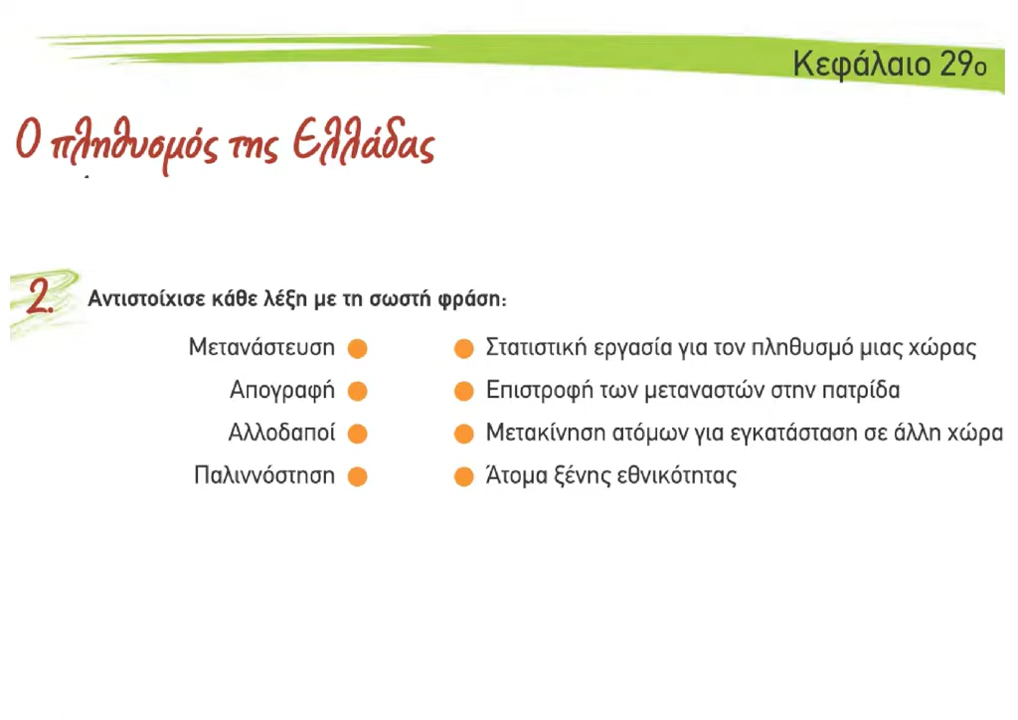 Κεφάλαιο 29ο
Ο πληθυσμός της Ελλάδας
2. Αντιστοίχισε κάθε λέξη με τη σωστή φράση:
Μετανάστευση Στατιστική εργασία για τον πληθυσμό μιας χώρας
Απογραφή Επιστροφή των μεταναστών στην πατρίδα
Αλλοδαποί Μετακίνηση ατόμων για εγκατάσταση σε άλλη χώρα
Παλιννόστηση Άτομα ξένης εθνικότητας